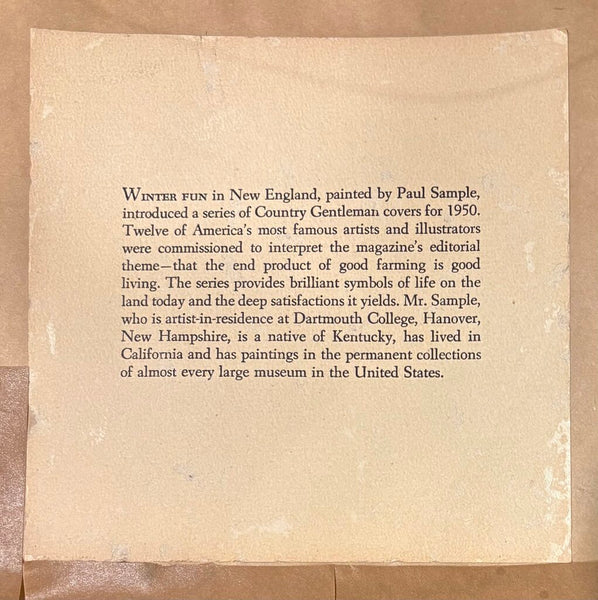 WINTER FUN in New England, painted by Paul Sample,
introduced a series of Country Gentleman covers for 1950.
Twelve of America's most famous artists and illustrators
were commissioned to interpret the magazine's editorial
theme—that the end product of good farming is good
living. The series provides brilliant symbols of life on the
land today and the deep satisfactions it yields. Mr. Sample,
who is artist-in-residence at Dartmouth College, Hanover,
New Hampshire, is a native of Kentucky, has lived in
California and has paintings in the permanent collections
of almost every large museum in the United States.